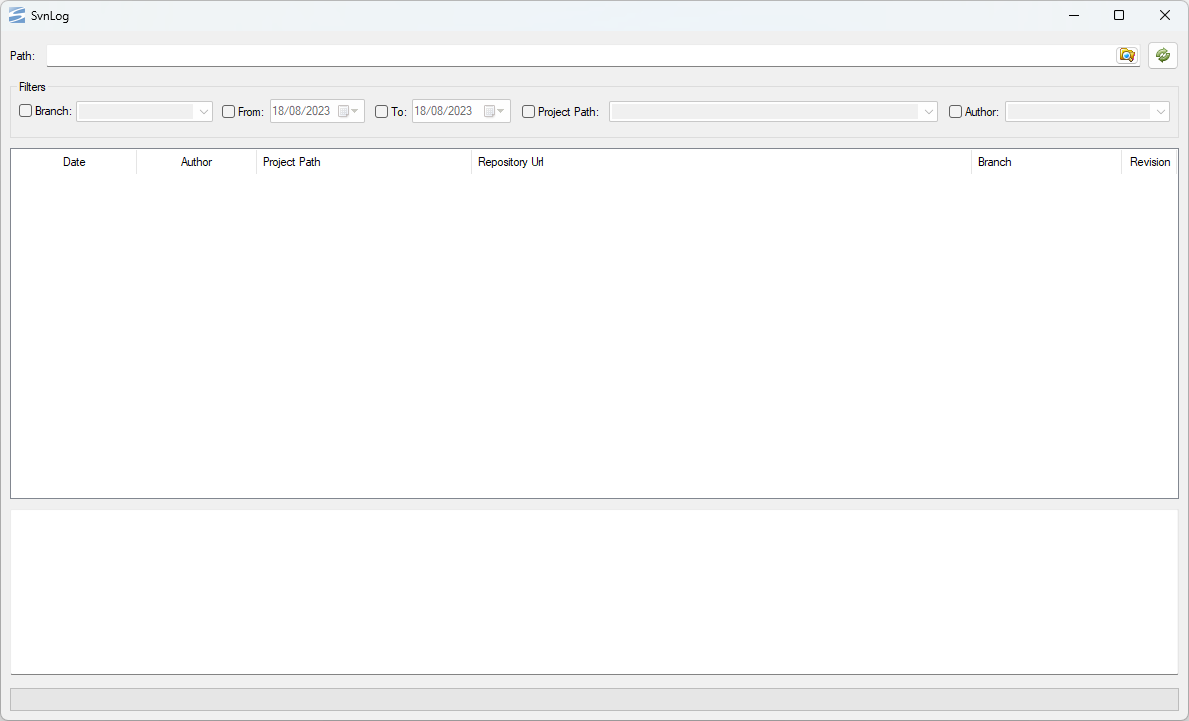 SvnLog
Path:
Filters
Branch: From: 18/08/2023 To: 18/08/2023 Project Path: Author:
Date Author Project Path Repository Url Branch Revision